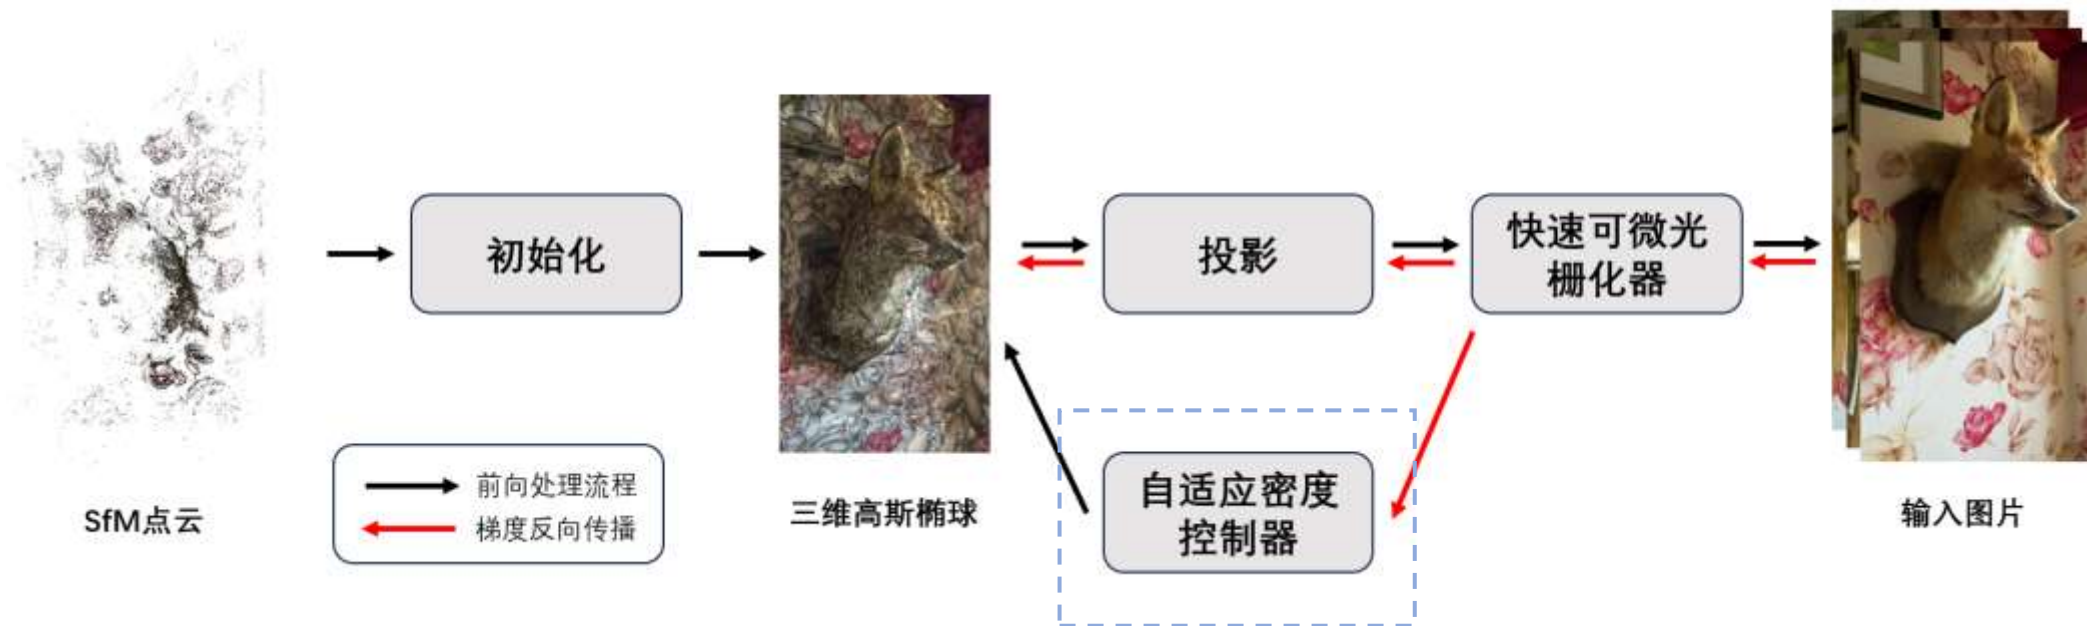 初始化
投影
快速可微光
栅化器
自适应密度
控制器
前向处理流程
梯度反向传播
SfM点云
三维高斯椭球
输入图片